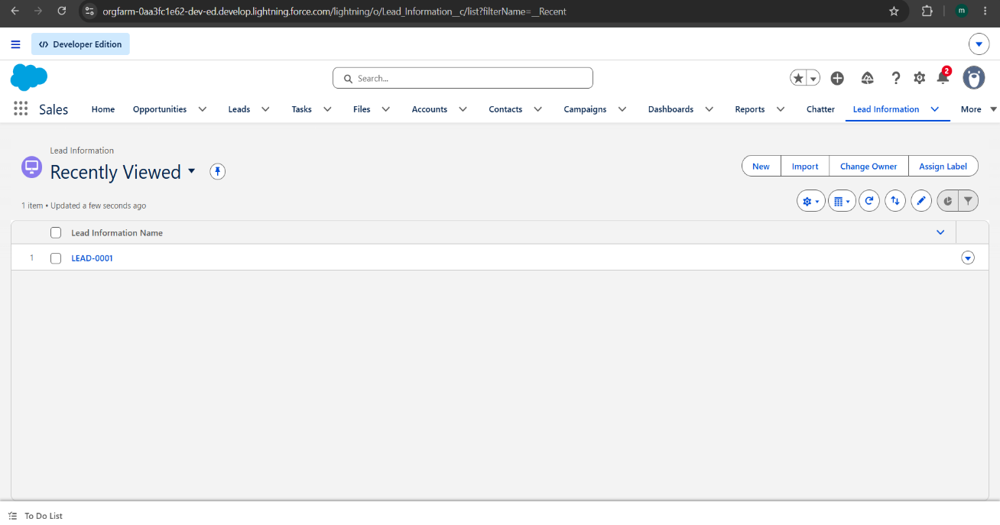 orgfarm-0aa3fc1e62-dev-ed.develop.lightning.force.com/lightning/o/Lead_Information__c/list?filterName=__Recent
m
Developer Edition
Search...
2
Sales Home Opportunities Leads Tasks Files Accounts Contacts Campaigns Dashboards Reports Chatter Lead Information More
Lead Information
Recently Viewed
New Import Change Owner Assign Label
1 item • Updated a few seconds ago
Lead Information Name
1 LEAD-0001
To Do List